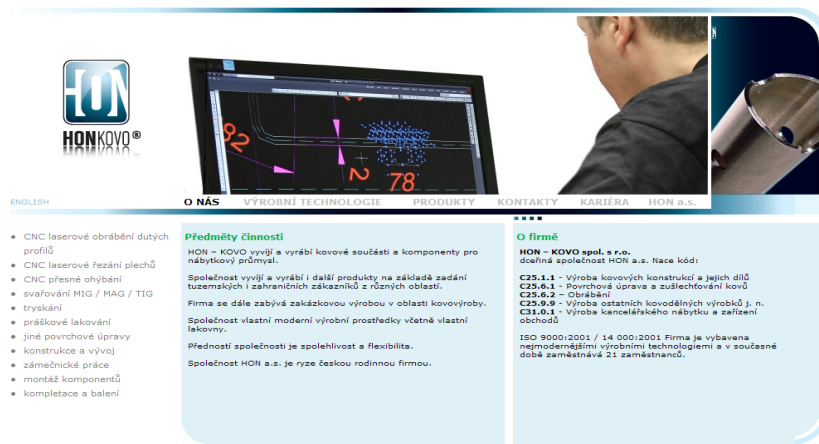 HON
HONKOVO®
82
2
78
ENGLISH
O NÁS VÝROBNÍ TECHNOLOGIE PRODUKTY KONTAKTY KARIÉRA HON a.s.
CNC laserové obrábění dutých
profilů
CNC laserové řezání plechů
CNC přesné ohýbání
svařování MIG / MAG / TIG
tryskání
práškové lakování
jiné povrchové úpravy
konstrukce a vývoj
zámečnické práce
montáž komponentů
kompletace a balení
Předměty činnosti
HON – KOVO vyvíjí a vyrábí kovové součásti a komponenty pro
nábytkový průmysl.
Společnost vyvíjí a vyrábí i další produkty na základě zadání
tuzemských i zahraničních zákazníků z různých oblastí.
Firma se dále zabývá zakázkovou výrobou v oblasti kovovýroby.
Společnost vlastní moderní výrobní prostředky včetně vlastní
lakovny.
Předností společnosti je spolehlivost a flexibilita.
Společnost HON a.s. je ryze českou rodinnou firmou.
O firmě
HON – KOVO spol. s r.o.
dceřiná společnost HON a.s. Nace kód:
C25.1.1 - Výroba kovových konstrukcí a jejich dílů
C25.6.1 - Povrchová úprava a zušlechťování kovů
C25.6.2 – Obrábění
C25.9.9 - Výroba ostatních kovodělných výrobků j. n.
C31.0.1 - Výroba kancelářského nábytku a zařízení
obchodů
ISO 9000:2001 / 14 000:2001 Firma je vybavena
nejmodernějšími výrobními technologiemi a v současné
době zaměstnává 21 zaměstnanců.